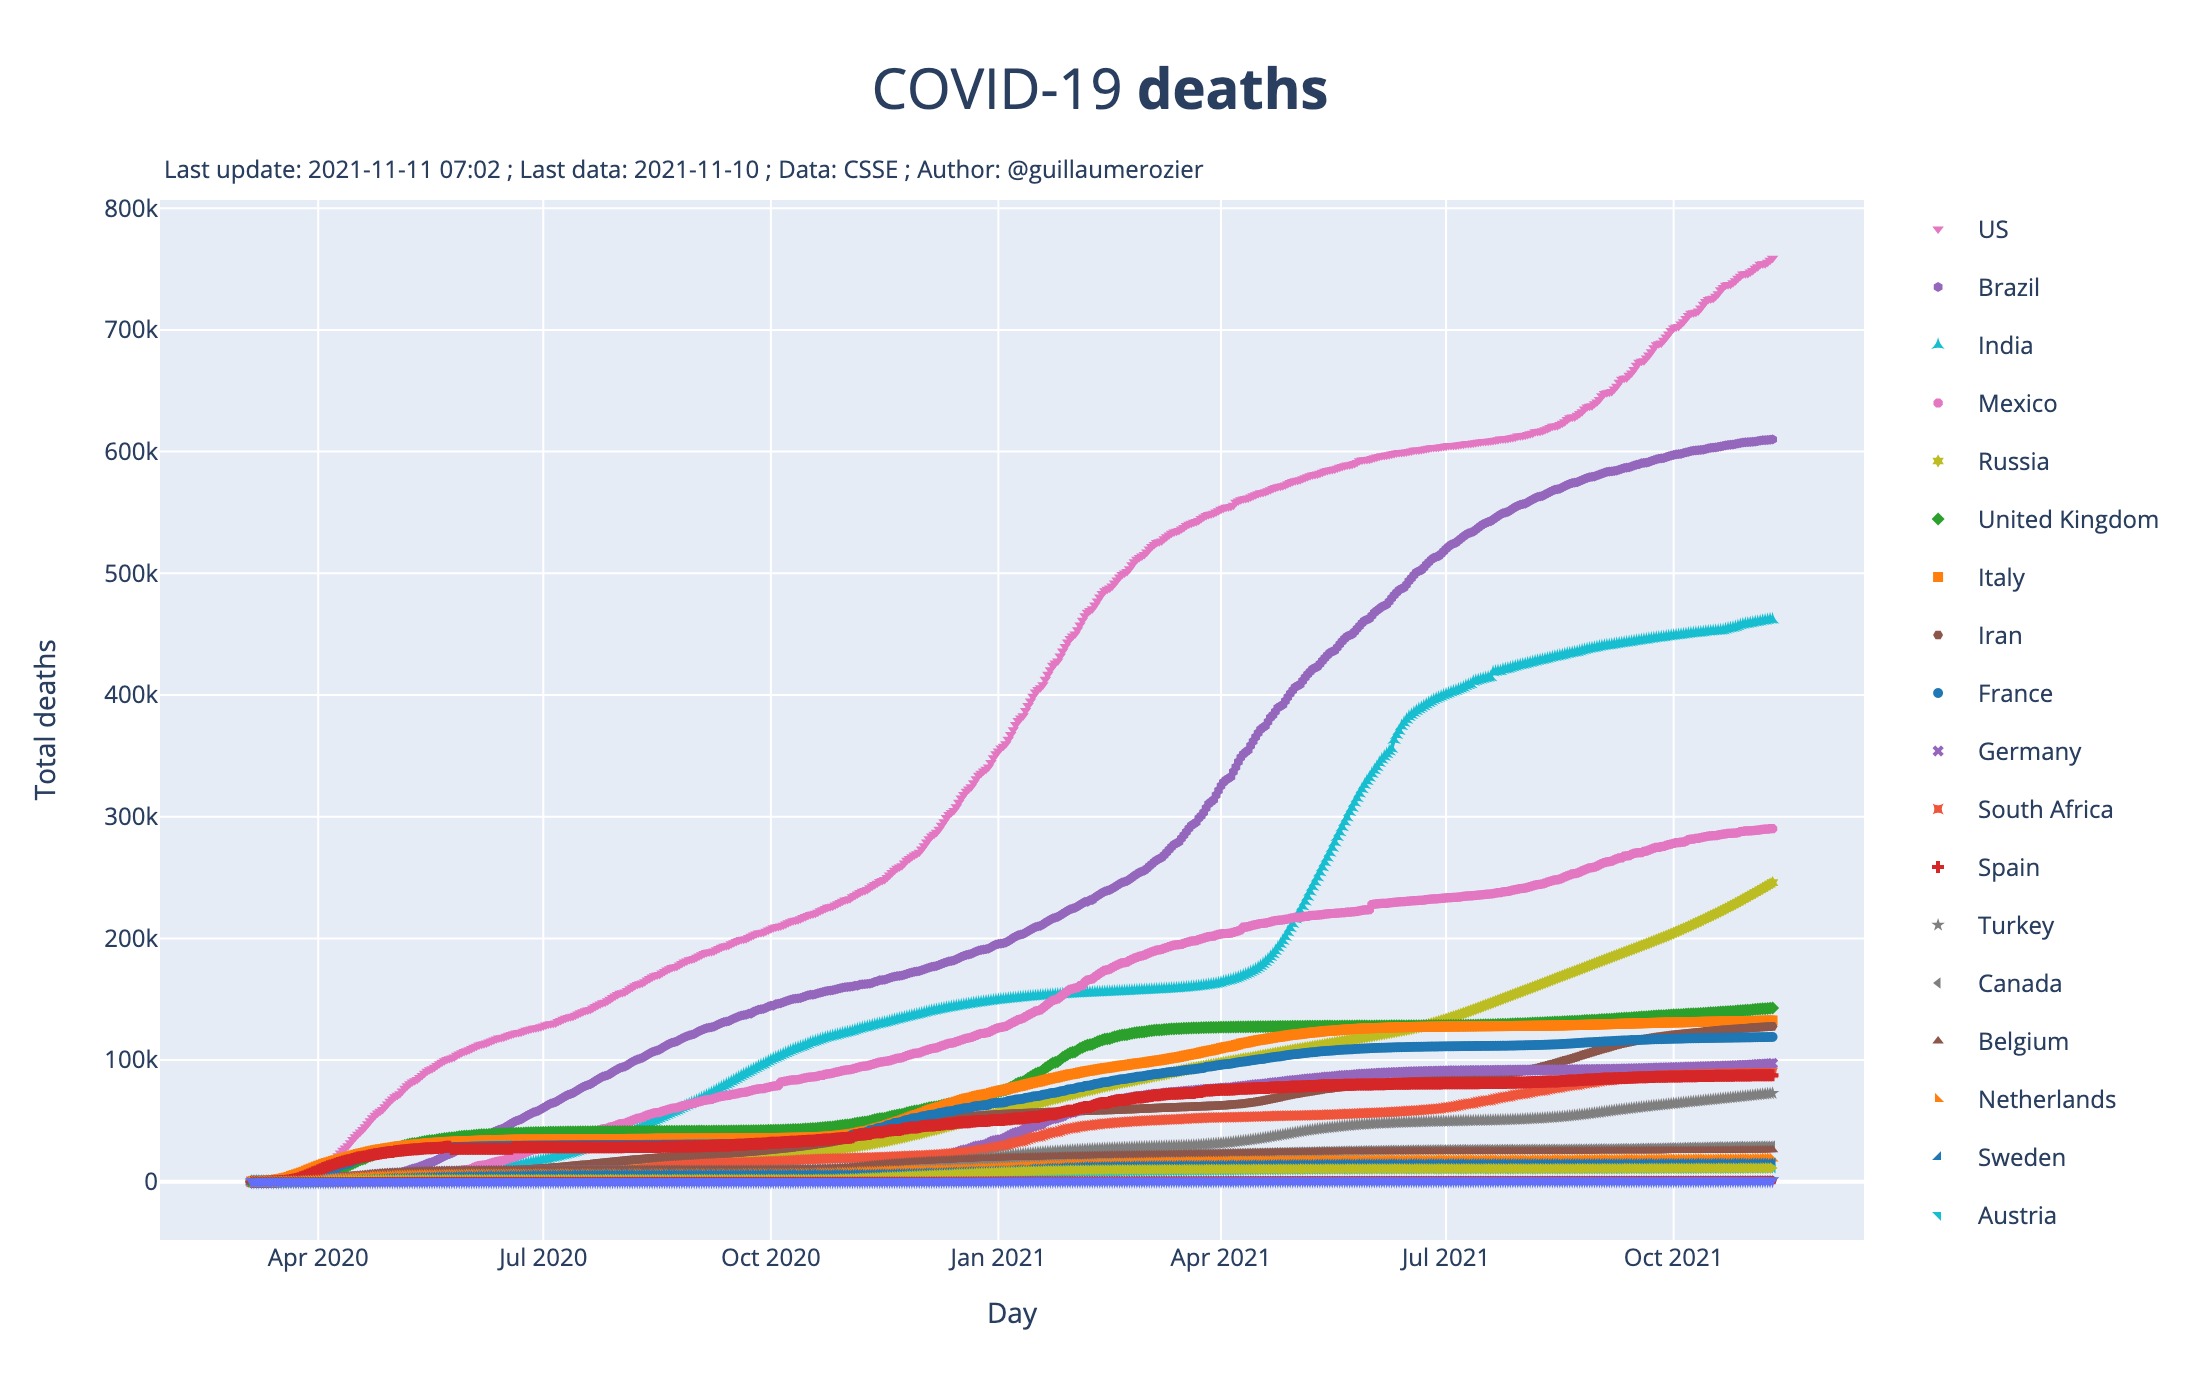 COVID-19 deaths
Last update: 2021-11-11 07:02 ; Last data: 2021-11-10 ; Data: CSSE ; Author: @guillaumerozier
800k
700k
600k
500k
400k
300k
200k
100k
0
Total deaths
Apr 2020
Jul 2020
Oct 2020
Jan 2021
Apr 2021
Jul 2021
Oct 2021
Day
US
Brazil
India
Mexico
Russia
United Kingdom
Italy
Iran
France
Germany
South Africa
Spain
Turkey
Canada
Belgium
Netherlands
Sweden
Austria